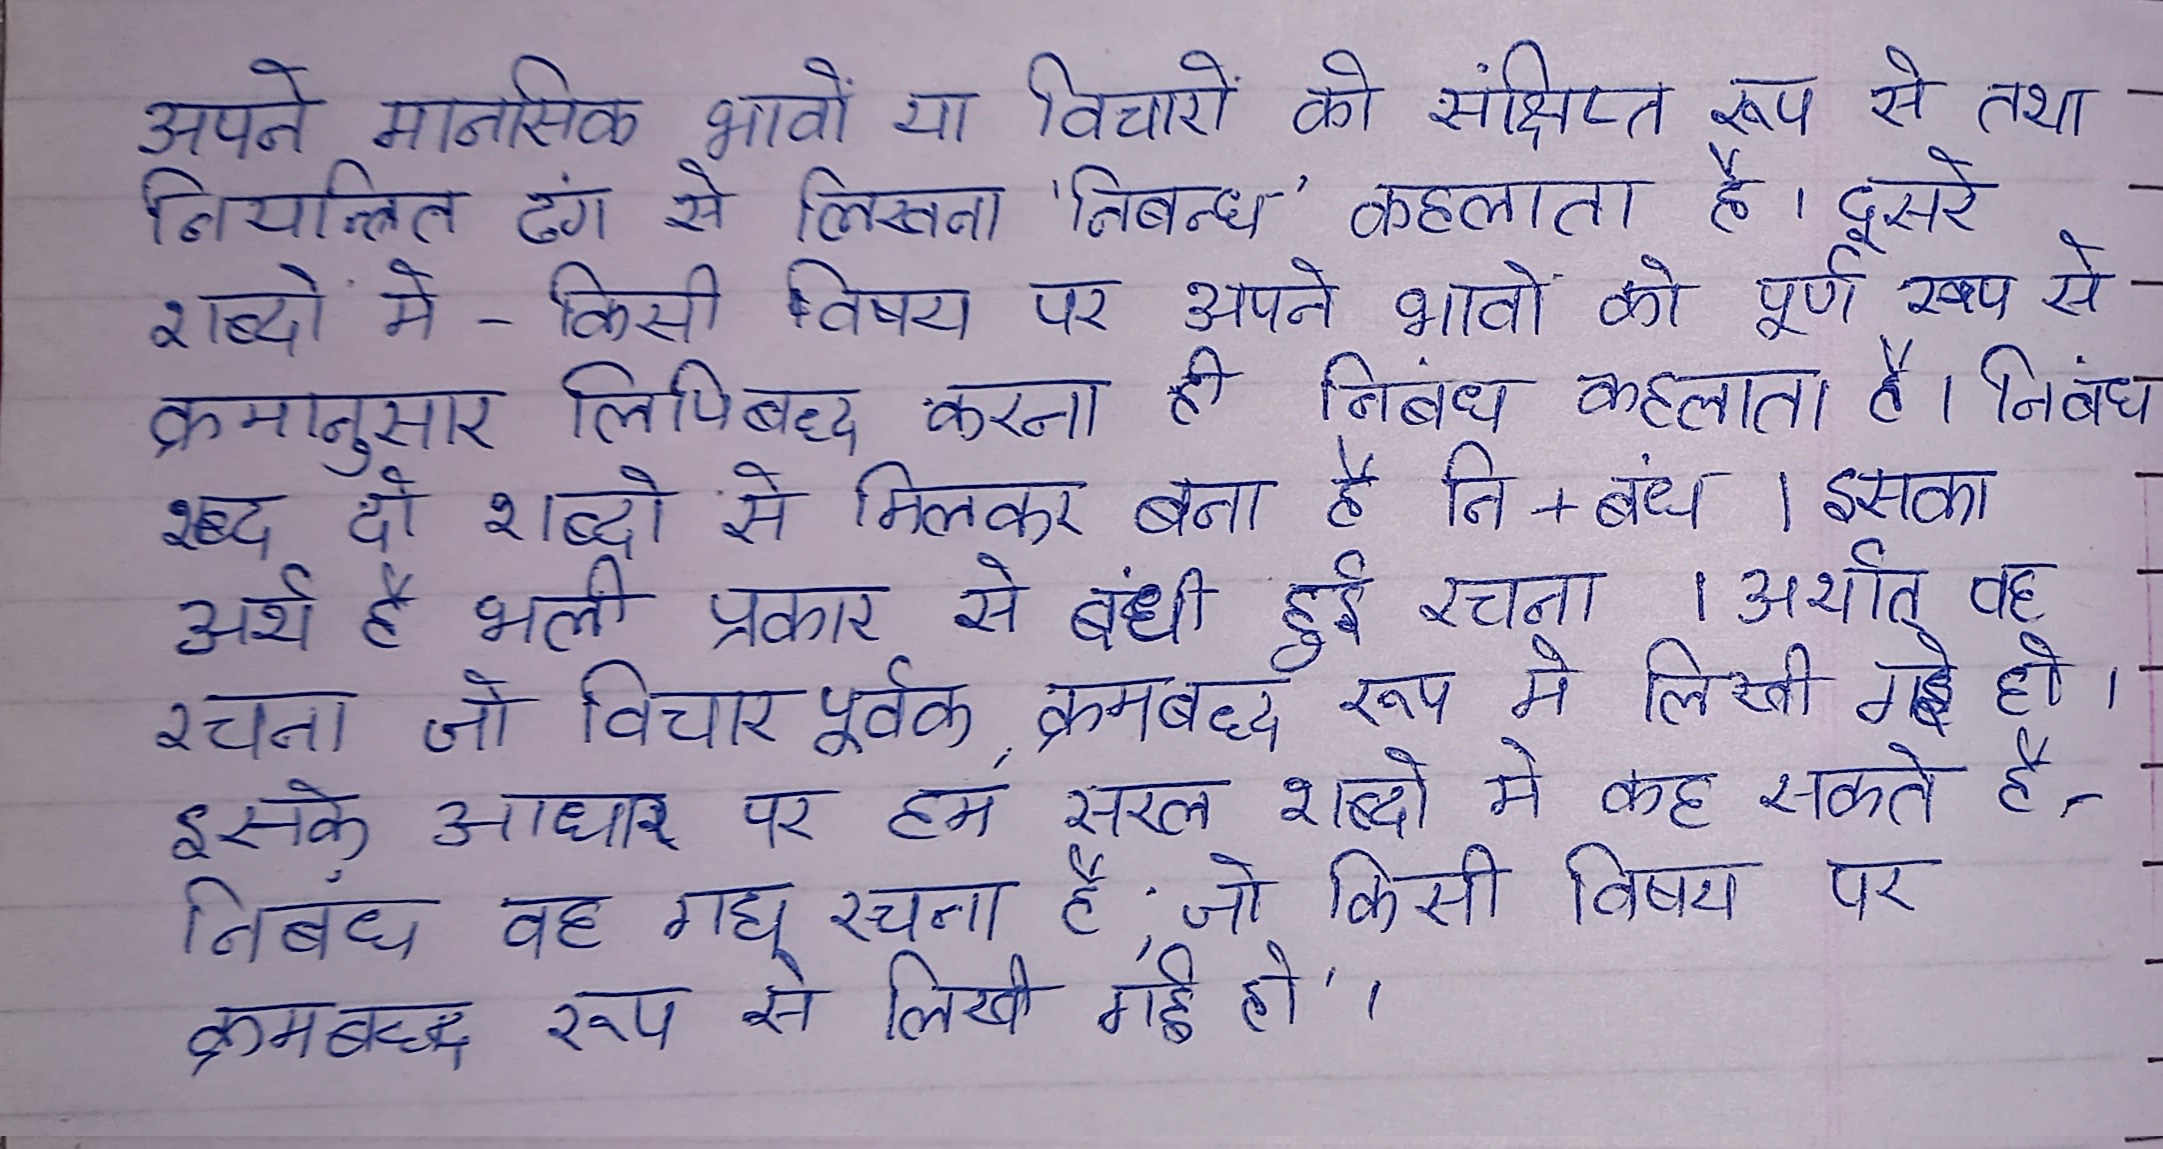 अपने मानसिक भावों या विचारों को संक्षिप्त रूप से तथा
नियन्त्रित ढंग से लिखना 'निबन्ध' कहलाता है। दूसरे
शब्दों में - किसी विषय पर अपने भावों को पूर्ण रूप से
क्रमानुसार लिपिबद्ध करना ही निबंध कहलाता है। निबंध
शब्द दो शब्दो से मिलकर बना है नि + बंध । इसका
अर्थ है भली प्रकार से बंधी हुई रचना । अर्थात् वह
रचना जो विचार पूर्वक, क्रमबद्ध रूप मे लिखी गई हो।
इसके आधार पर हम सरल शब्दो मे कह सकते है,-
'निबंध वह गद्य रचना है, जो किसी विषय पर
क्रमबद्ध रूप से लिखी गई हो'।